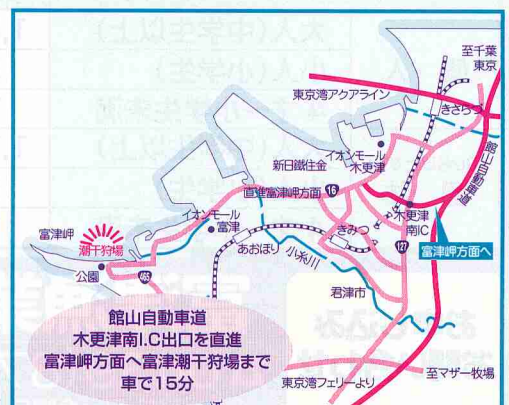 至千葉
東京
東京湾アクアライン
きさらづ
館山自動車道
イオンモール
木更津
新日鐵住金
直進富津岬方面
16
イオンモール
富津
木更津
南IC
きみつ
富津岬
潮干狩場
あおほり
小糸川
127
富津岬方面へ
公園
465
君津市
館山自動車道
木更津南I.C出口を直進
富津岬方面へ富津潮干狩場まで
車で15分
東京湾フェリーより
至マザー牧場